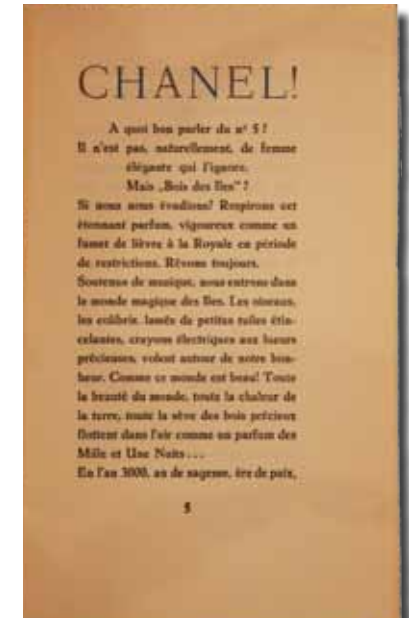 CHANEL!
A quoi bon parler du nº 5 ?
Il n'est pas, naturellement, de femme
élégante qui l'ignore.
Mais „Bois des Iles" ?
Si nous nous évadions! Respirons cet
étonnant parfum, vigoureux comme un
fumet de lièvre à la Royale en période
de restrictions. Rêvons toujours.
Soutenus de musique, nous entrons dans
le monde magique des Iles. Les oiseaux,
les colibris, lamés de petites tuiles étin-
celantes, crayons électriques aux lueurs
précieuses, volent autour de notre bon-
heur. Comme ce monde est beau! Toute
la beauté du monde, toute la chaleur de
la terre, toute la sève des bois précieux
flottent dans l'air comme un parfum des
Mille et Une Nuits ...
En l'an 3000, an de sagesse, ère de paix,
5